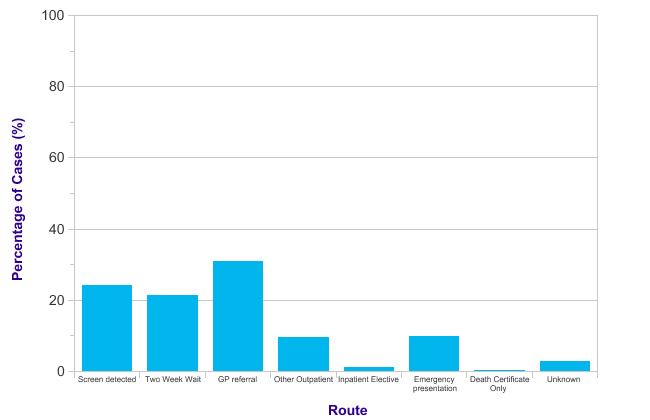 100
80
60
40
20
0
Percentage of Cases (%)
Screen detected
Two Week Wait
GP referral
Other Outpatient
Inpatient Elective
Emergency
presentation
Death Certificate
Only
Unknown
Route